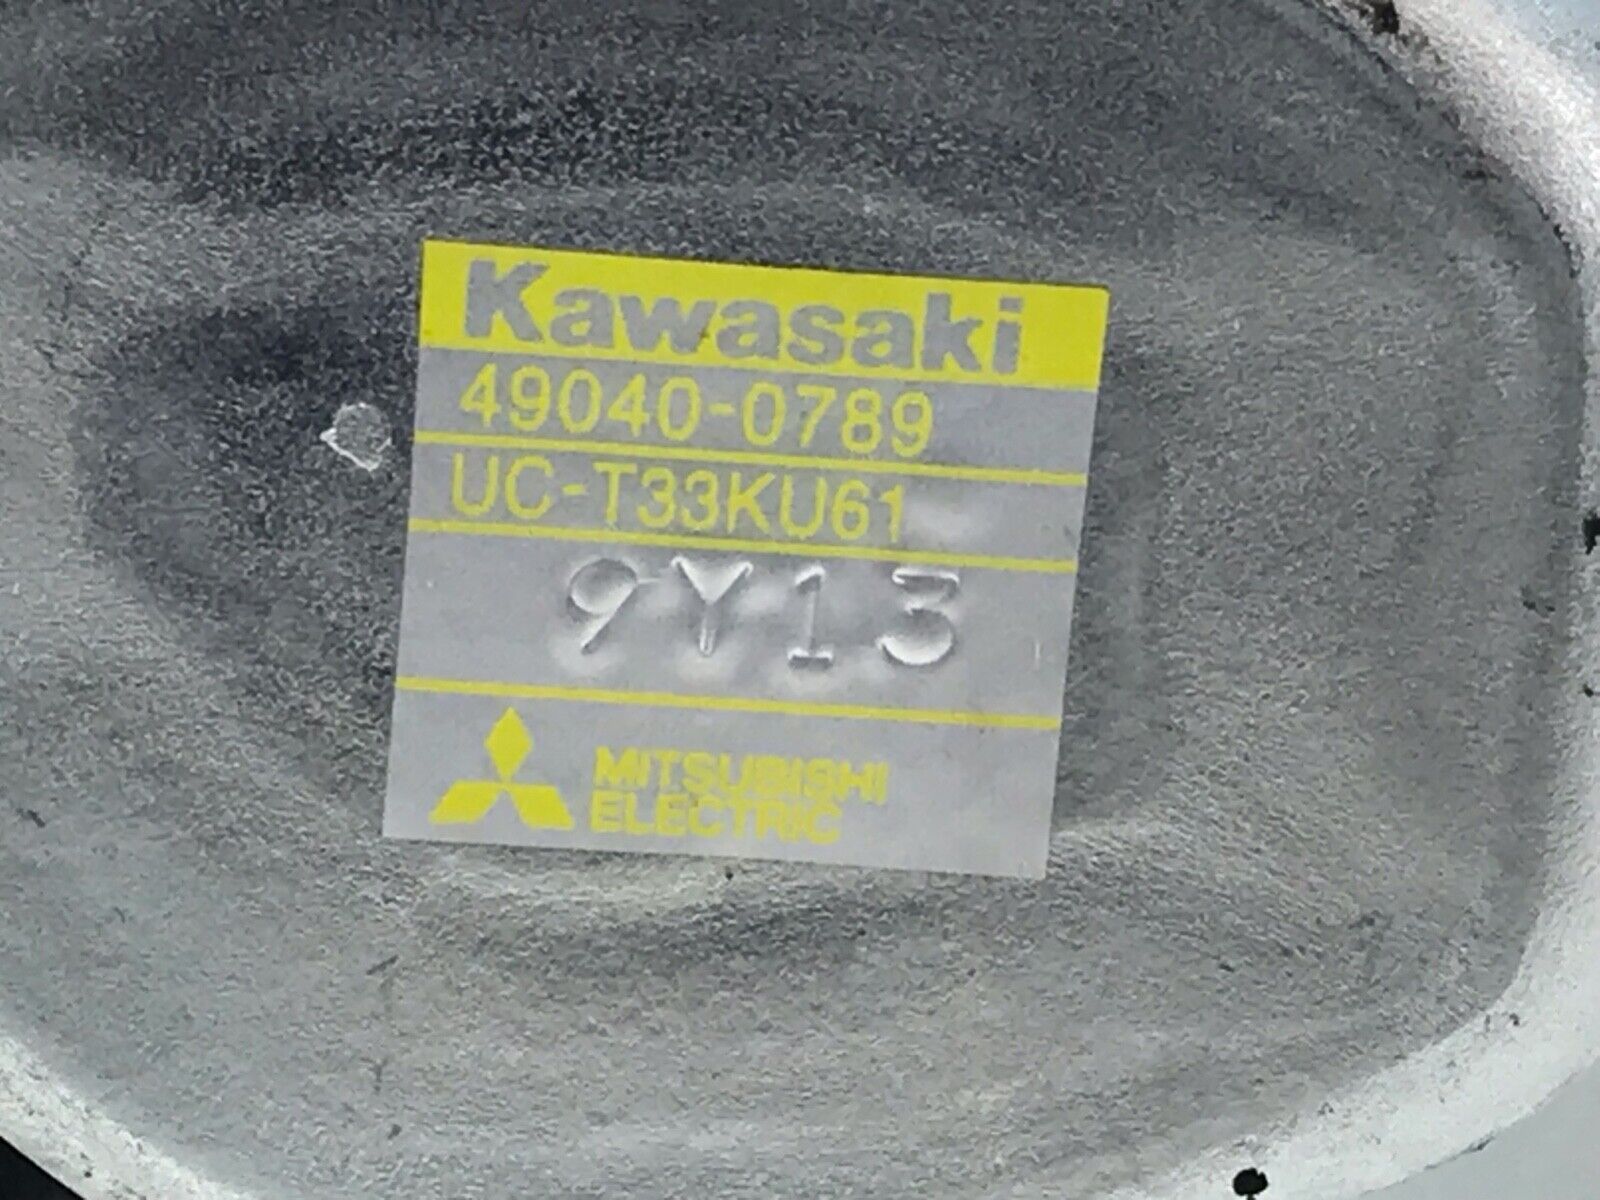 Kawasaki
49040-0789
UC-T33KU61
9Y13
MITSUBISHI
ELECTRIC